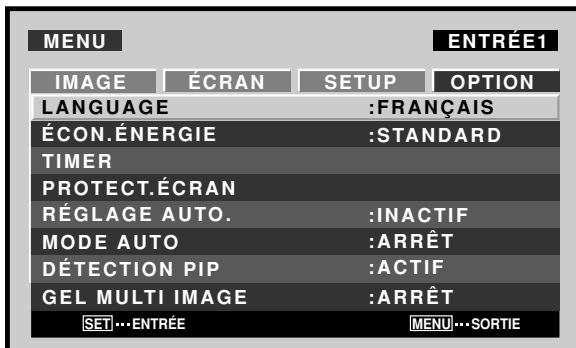 MENU ENTRÉE1
IMAGE ÉCRAN SETUP OPTION
LANGUAGE :FRANÇAIS
ÉCON.ÉNERGIE :STANDARD
TIMER
PROTECT.ÉCRAN
RÉGLAGE AUTO. :INACTIF
MODE AUTO :ARRÊT
DÉTECTION PIP :ACTIF
GEL MULTI IMAGE :ARRÊT
SET···ENTRÉE MENU···SORTIE